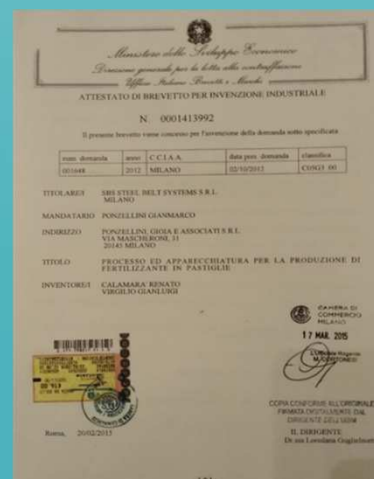 Ministero dello Sviluppo Economico
Direzione generale per la lotta alla contraffazione
Ufficio Italiano Brevetti e Marchi
ATTESTATO DI BREVETTO PER INVENZIONE INDUSTRIALE
N. 0001413992
Il presente brevetto viene concesso per l'invenzione della domanda sotto specificata
num. domanda anno C.C.I.A.A. data pres. domanda classifica
001648 2012 MILANO 02/10/2012
TITOLARE/I SBS STEEL BELT SYSTEMS S.R.L.
MILANO
MANDATARIO PONZELLINI GIANMARCO
INDIRIZZO PONZELLINI, GIOIA E ASSOCIATI S.R.L.
VIA MASCHERONI, 31
20145 MILANO
TITOLO PROCESSO ED APPARECCHIATURA PER LA PRODUZIONE DI
FERTILIZZANTE IN PASTIGLIE
INVENTORE/I CALAMARA RENATO
VIRGILIO GIANLUIGI
CAMERA DI
COMMERCIO
MILANO
17 MAR. 2015
COPIA CONFORME ALL'ORIGINALE
FIRMATA DIGITALMENTE DAL
DIRIGENTE DELL'UIBM
Roma, 20/02/2015
IL DIRIGENTE
Dr.ssa Loredana Guglielmetti